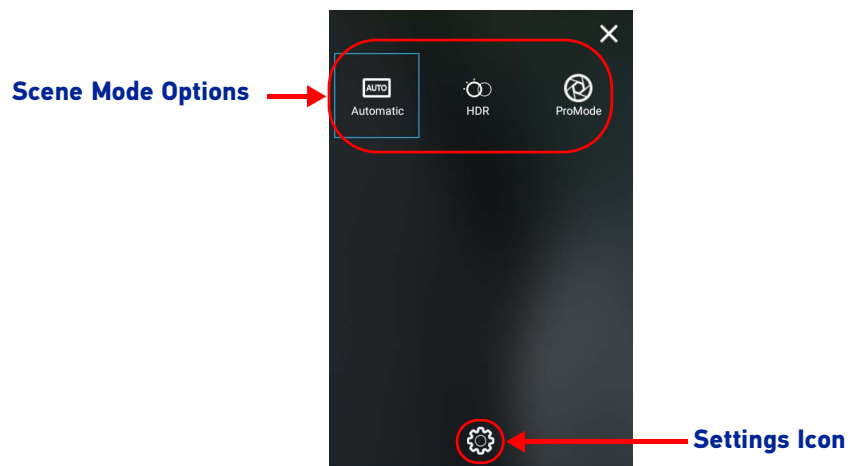 Scene Mode Options
AUTO
Automatic
HDR
ProMode
Settings Icon